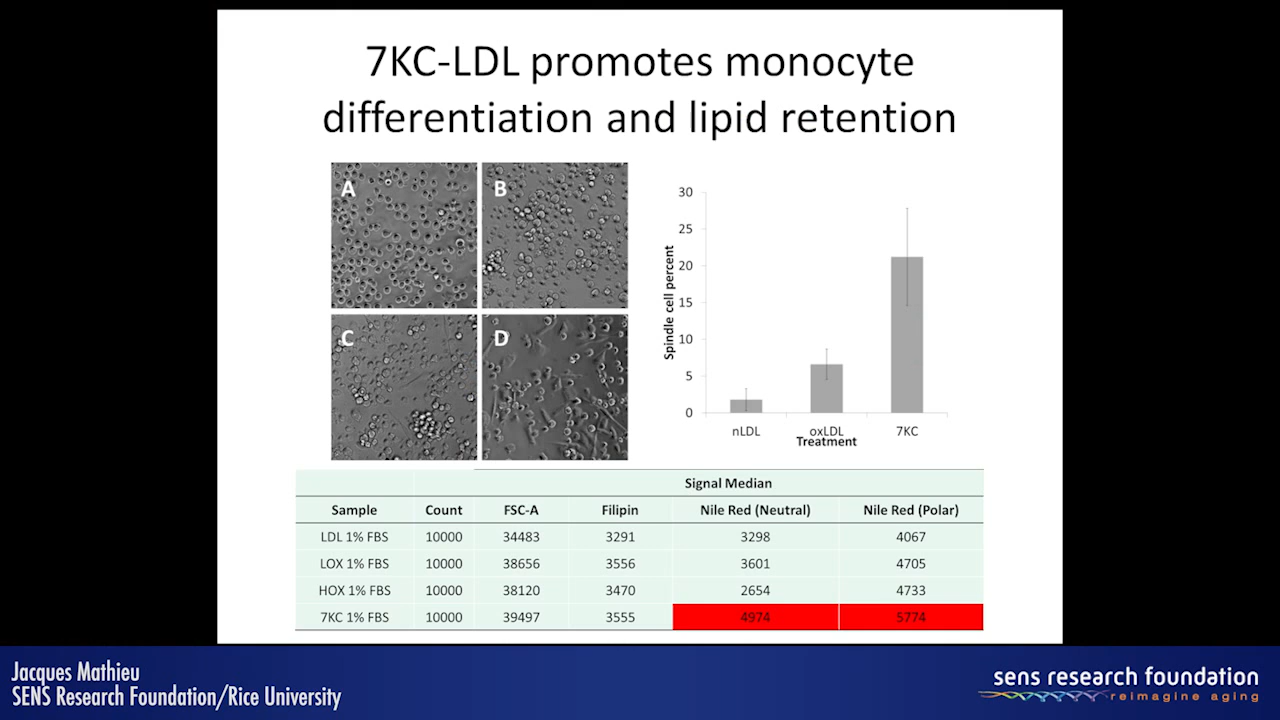 7KC-LDL promotes monocyte
differentiation and lipid retention
A
B
C
D
30
25
20
15
10
5
0
Spindle cell percent
nLDL oxLDL 7KC
Treatment
Signal Median
Sample Count FSC-A Filipin Nile Red (Neutral) Nile Red (Polar)
LDL 1% FBS 10000 34483 3291 3298 4067
LOX 1% FBS 10000 38656 3556 3601 4705
HOX 1% FBS 10000 38120 3470 2654 4733
7KC 1% FBS 10000 39497 3555 4974 5774
Jacques Mathieu
SENS Research Foundation/Rice University
sens research foundation
reimagine aging